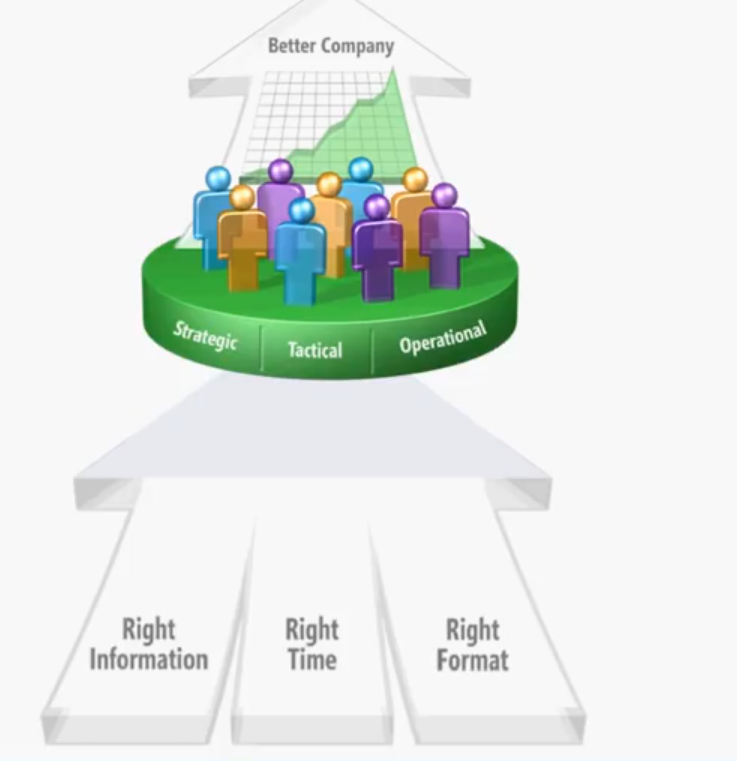 Better Company
Strategic
Tactical
Operational
Right
Information
Right
Time
Right
Format